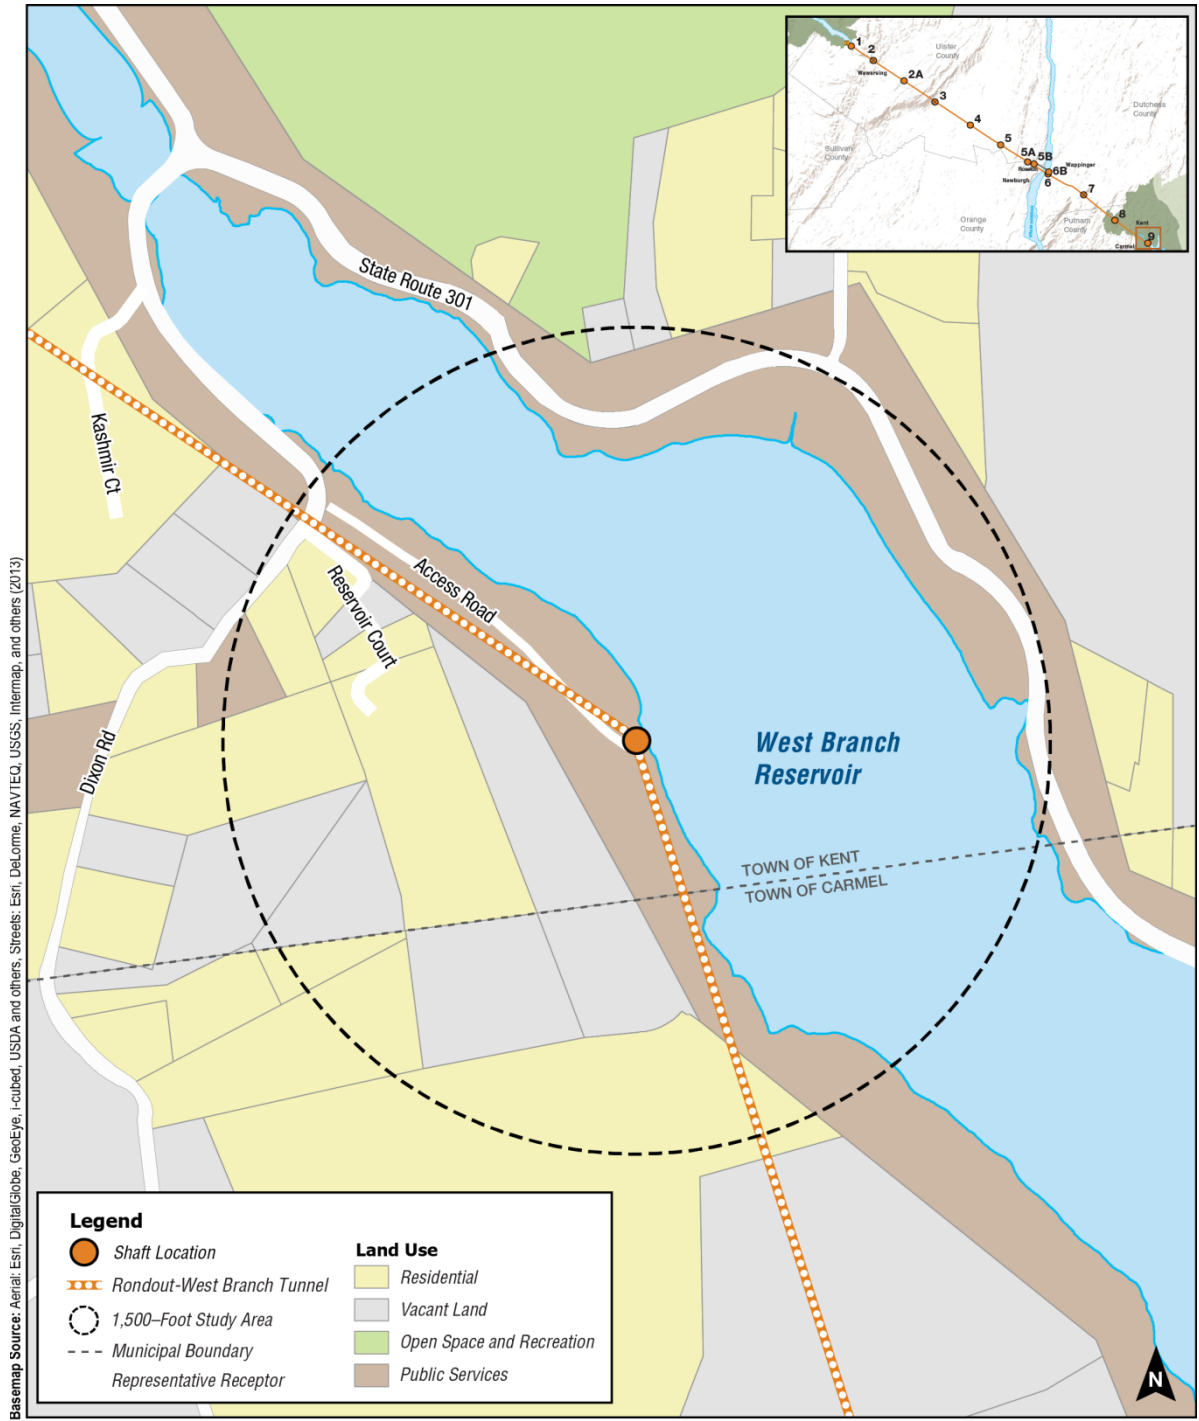 1
2
Wawarsing
Ulster
County
2A
3
Dutchess
County
4
Sullivan
County
5
5A
5B
Wappinger
Newburgh
6B
6
7
Orange
County
Putnam
County
8
Kent
Carmel
9
State Route 301
Kashmir Ct
Access Road
Reservoir Court
Dixon Rd
West Branch
Reservoir
TOWN OF KENT
TOWN OF CARMEL
Basemap Source: Aerial: Esri, DigitalGlobe, GeoEye, i-cubed, USDA and others, Streets: Esri, DeLorme, NAVTEQ, USGS, Intermap, and others (2013)
Legend
Shaft Location
Rondout-West Branch Tunnel
1,500–Foot Study Area
Municipal Boundary
Representative Receptor
Land Use
Residential
Vacant Land
Open Space and Recreation
Public Services
N